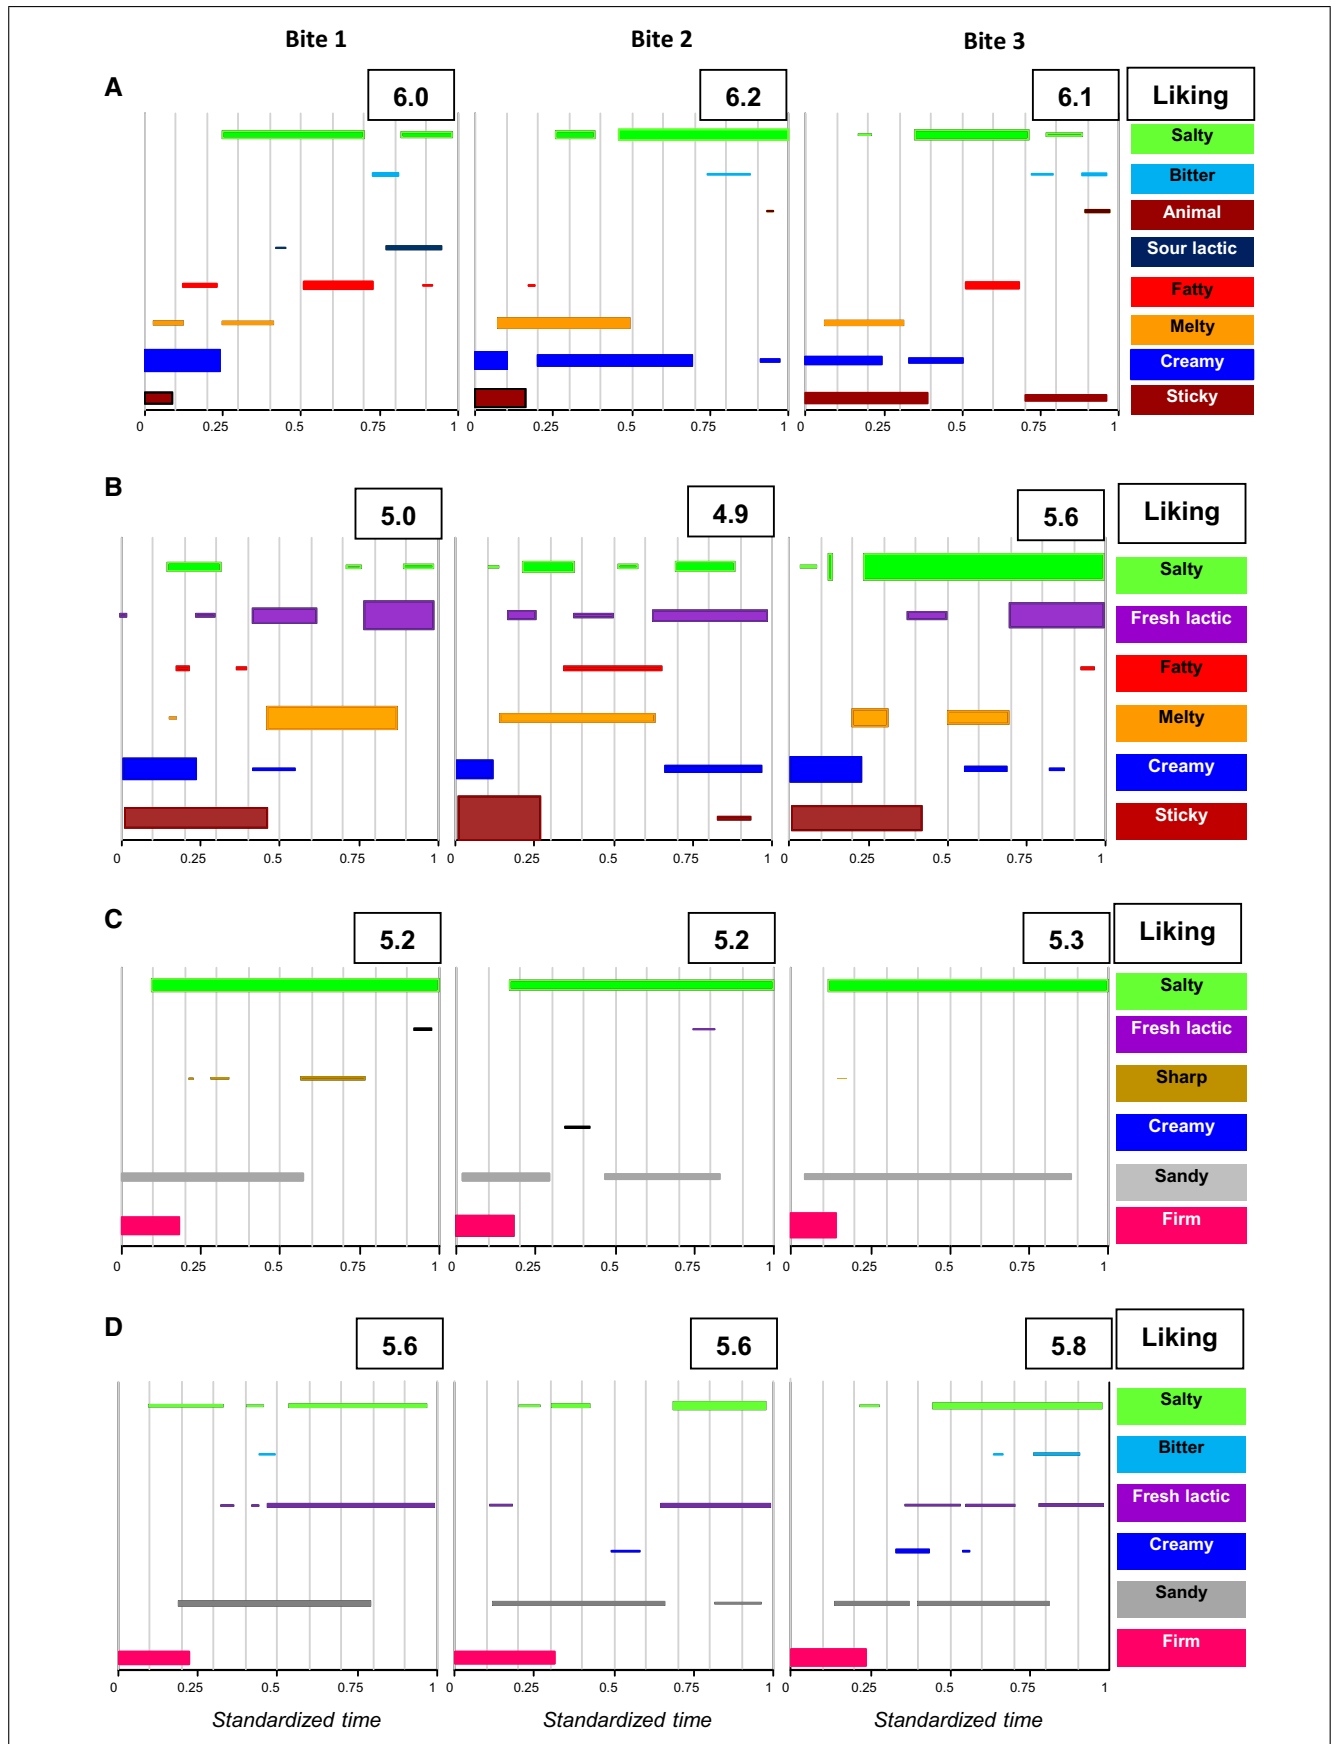 Bite 1 Bite 2 Bite 3
A
6.0 6.2 6.1 Liking
Salty
Bitter
Animal
Sour lactic
Fatty
Melty
Creamy
Sticky
0 0.25 0.5 0.75 1 0 0.25 0.5 0.75 1 0 0.25 0.5 0.75 1
B
5.0 4.9 5.6 Liking
Salty
Fresh lactic
Fatty
Melty
Creamy
Sticky
0 0.25 0.5 0.75 1 0 0.25 0.5 0.75 1 0 0.25 0.5 0.75 1
C
5.2 5.2 5.3 Liking
Salty
Fresh lactic
Sharp
Creamy
Sandy
Firm
0 0.25 0.5 0.75 1 0 0.25 0.5 0.75 1 0 0.25 0.5 0.75 1
D
5.6 5.6 5.8 Liking
Salty
Bitter
Fresh lactic
Creamy
Sandy
Firm
0 0.25 0.5 0.75 1 0 0.25 0.5 0.75 1 0 0.25 0.5 0.75 1
Standardized time Standardized time Standardized time